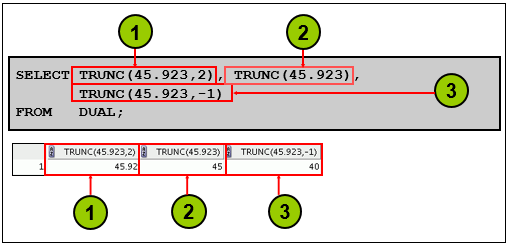 1
2
SELECT TRUNC(45.923,2), TRUNC(45.923),
TRUNC(45.923,-1)
3
FROM DUAL;
TRUNC(45.923,2) TRUNC(45.923) TRUNC(45.923,-1)
1 45.92 45 40
1 2 3